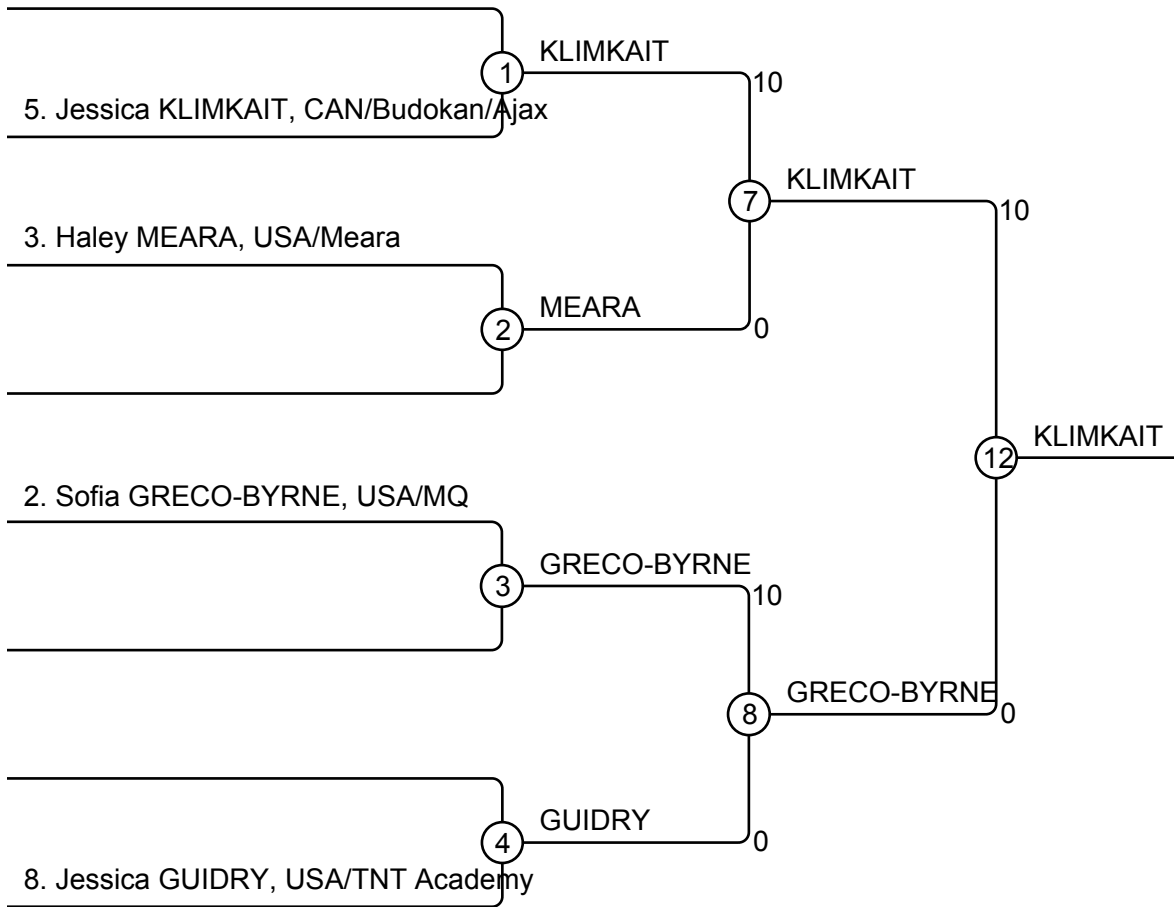 KLIMKAIT
1
10
5. Jessica KLIMKAIT, CAN/Budokan/Ajax
KLIMKAIT
7
10
3. Haley MEARA, USA/Meara
MEARA
2
0
KLIMKAIT
12
2. Sofia GRECO-BYRNE, USA/MQ
GRECO-BYRNE
3
10
GRECO-BYRNE
8
0
GUIDRY
4
0
8. Jessica GUIDRY, USA/TNT Academy